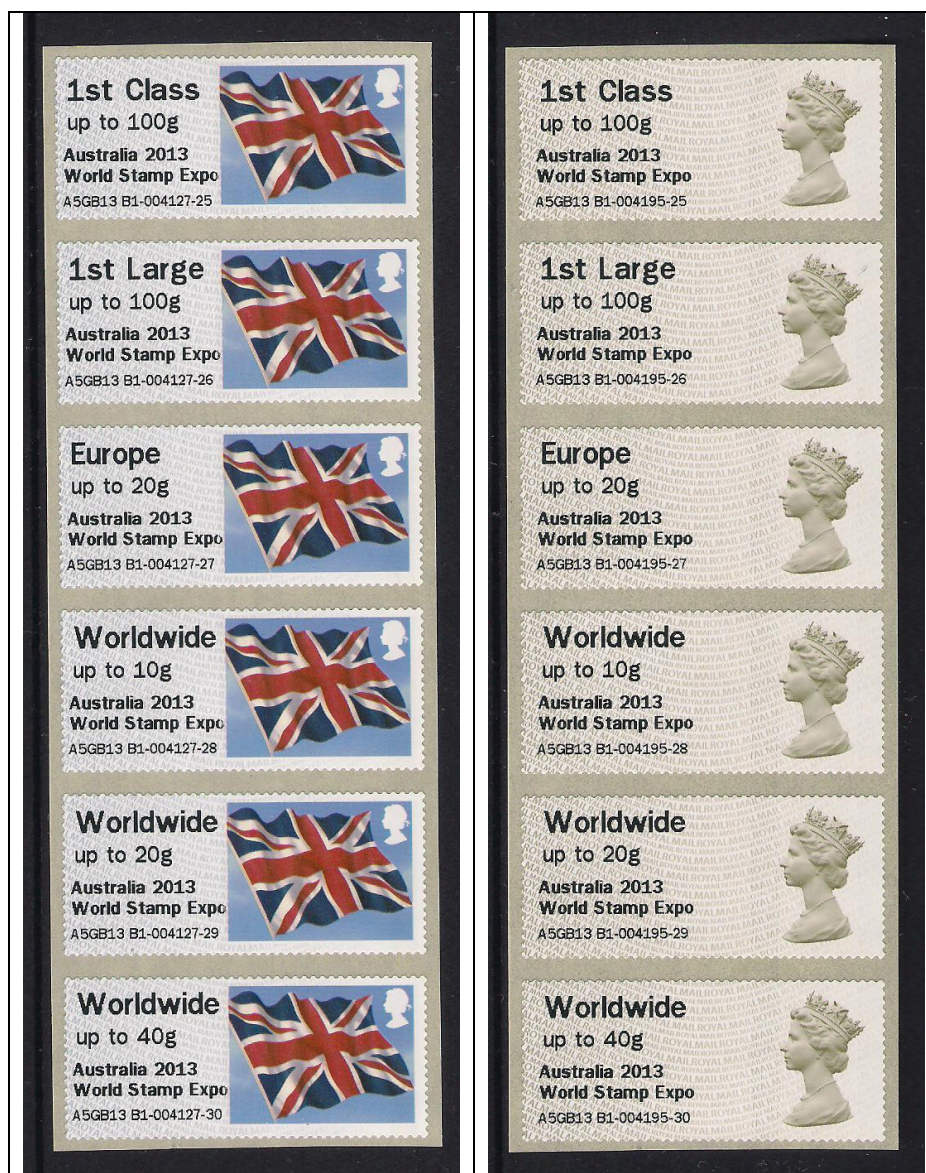 1st Class
up to 100g
Australia 2013
World Stamp Expo
A5GB13 B1-004127-25
1st Large
up to 100g
Australia 2013
World Stamp Expo
A5GB13 B1-004127-26
Europe
up to 20g
Australia 2013
World Stamp Expo
A5GB13 B1-004127-27
Worldwide
up to 10g
Australia 2013
World Stamp Expo
A5GB13 B1-004127-28
Worldwide
up to 20g
Australia 2013
World Stamp Expo
A5GB13 B1-004127-29
Worldwide
up to 40g
Australia 2013
World Stamp Expo
A5GB13 B1-004127-30
1st Class
up to 100g
Australia 2013
World Stamp Expo
A5GB13 B1-004195-25
1st Large
up to 100g
Australia 2013
World Stamp Expo
A5GB13 B1-004195-26
Europe
up to 20g
Australia 2013
World Stamp Expo
A5GB13 B1-004195-27
Worldwide
up to 10g
Australia 2013
World Stamp Expo
A5GB13 B1-004195-28
Worldwide
up to 20g
Australia 2013
World Stamp Expo
A5GB13 B1-004195-29
Worldwide
up to 40g
Australia 2013
World Stamp Expo
A5GB13 B1-004195-30